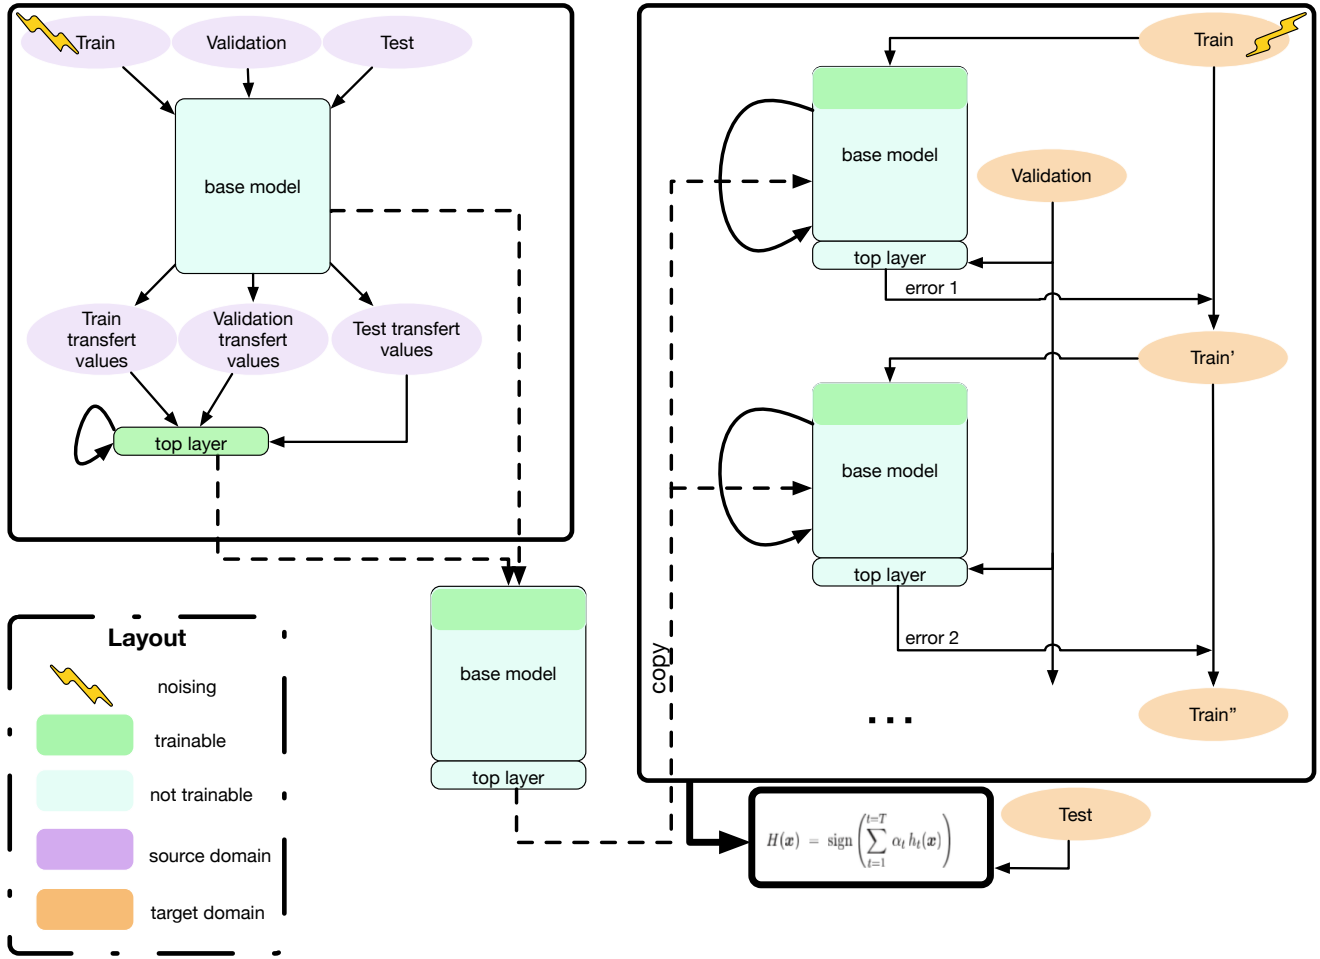 Train
Validation
Test
base model
Train
transfert
values
Validation
transfert
values
Test transfert
values
top layer
base model
top layer
copy
Layout
noising
trainable
not trainable
source domain
target domain
Train
base model
Validation
top layer
error 1
Train’
base model
top layer
error 2
Train”
...
H(x) = sign(∑_{t=1}^{t=T} α_t h_t(x))
Test